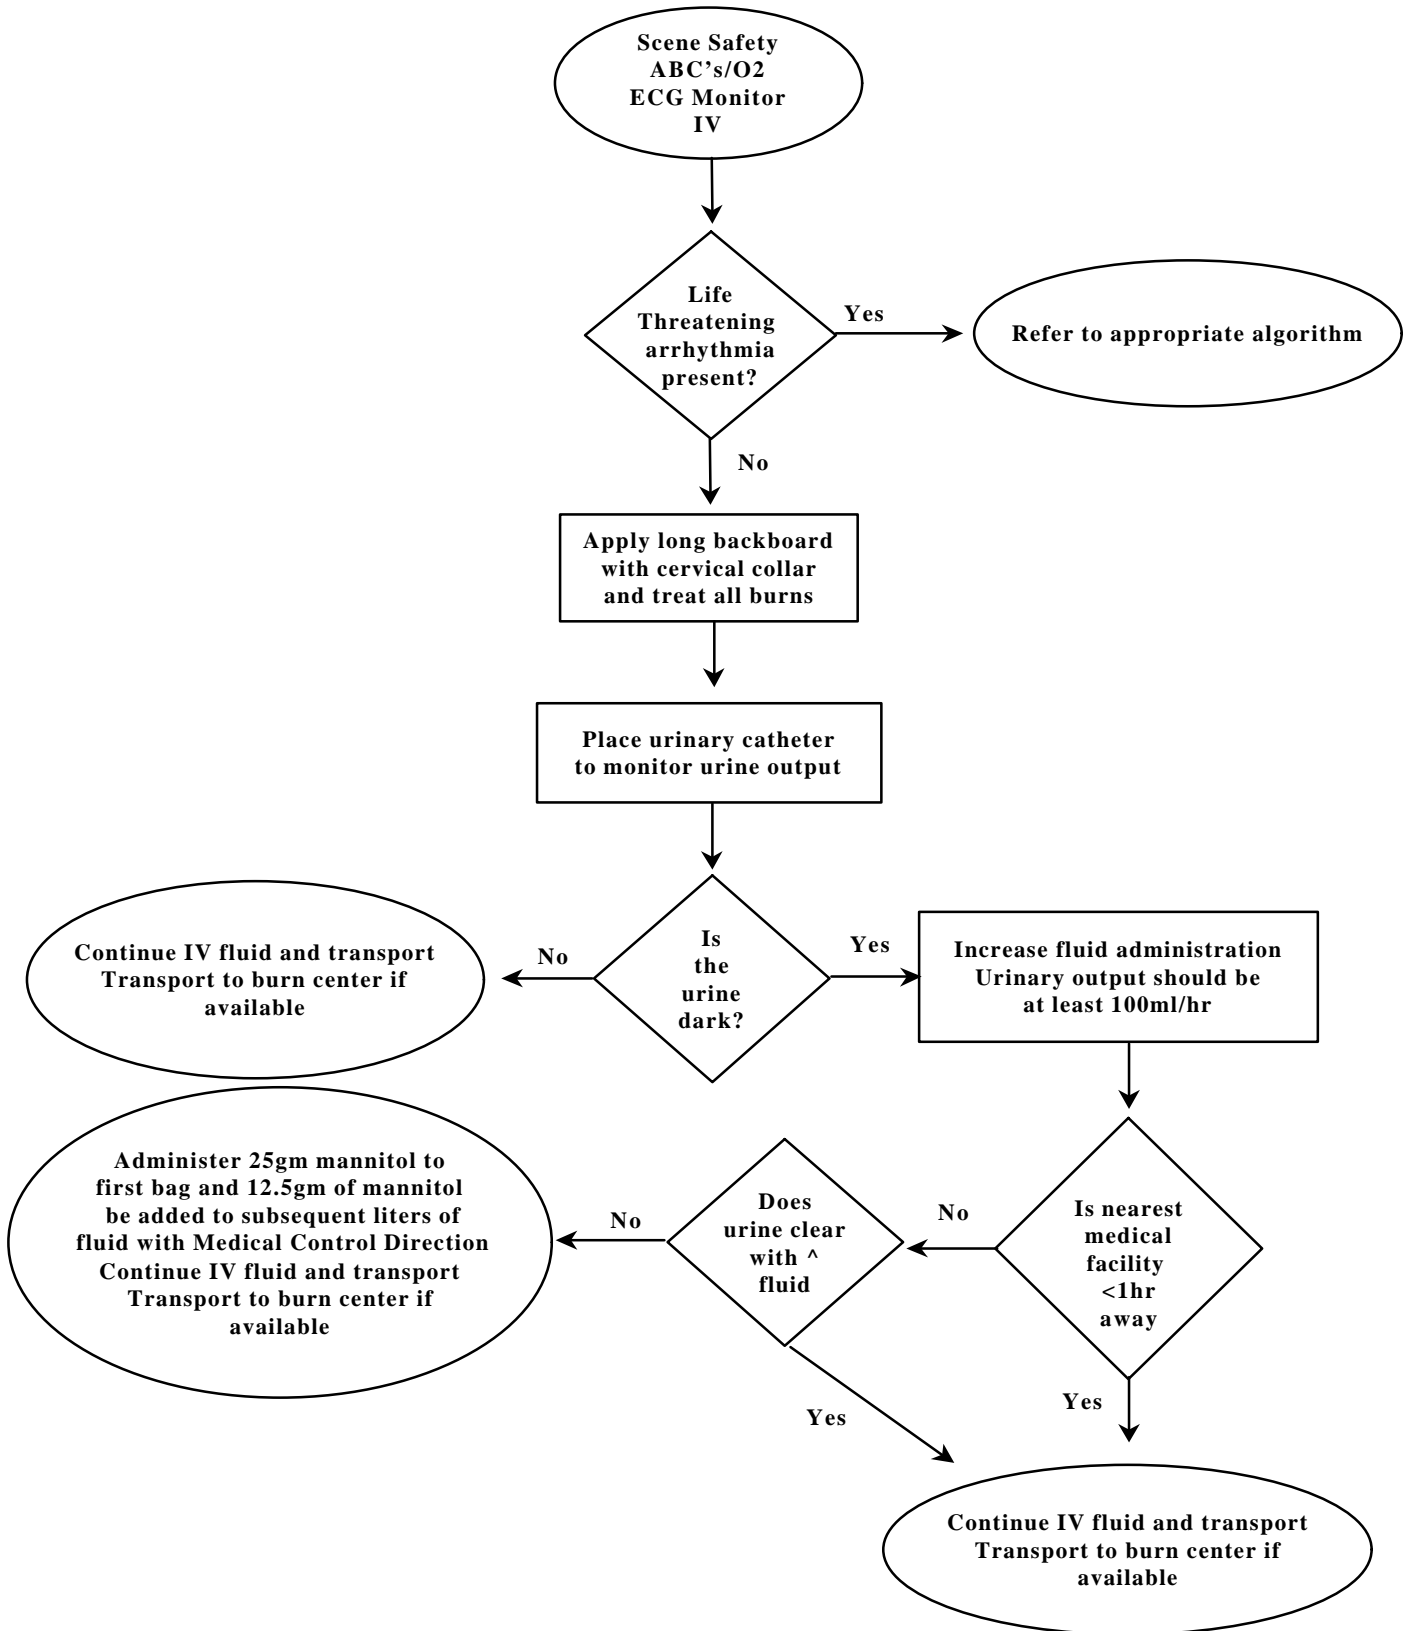 Scene Safety
ABC's/O2
ECG Monitor
IV
Life
Threatening
arrhythmia
present?
Yes
Refer to appropriate algorithm
No
Apply long backboard
with cervical collar
and treat all burns
Place urinary catheter
to monitor urine output
Is
the
urine
dark?
No
Continue IV fluid and transport
Transport to burn center if
available
Yes
Increase fluid administration
Urinary output should be
at least 100ml/hr
Is nearest
medical
facility
<1hr
away
No
Does
urine clear
with ^
fluid
No
Administer 25gm mannitol to
first bag and 12.5gm of mannitol
be added to subsequent liters of
fluid with Medical Control Direction
Continue IV fluid and transport
Transport to burn center if
available
Yes
Yes
Continue IV fluid and transport
Transport to burn center if
available